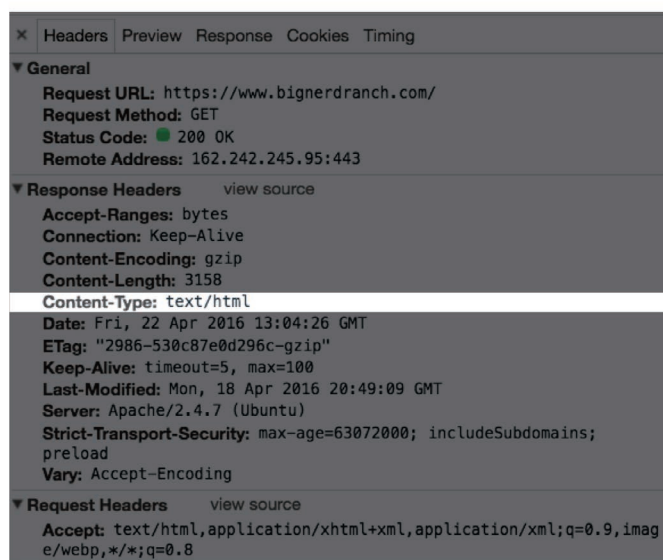 × Headers Preview Response Cookies Timing
▼ General
Request URL: https://www.bignerdranch.com/
Request Method: GET
Status Code: 200 OK
Remote Address: 162.242.245.95:443
▼ Response Headers view source
Accept-Ranges: bytes
Connection: Keep-Alive
Content-Encoding: gzip
Content-Length: 3158
Content-Type: text/html
Date: Fri, 22 Apr 2016 13:04:26 GMT
ETag: "2986-530c87e0d296c-gzip"
Keep-Alive: timeout=5, max=100
Last-Modified: Mon, 18 Apr 2016 20:49:09 GMT
Server: Apache/2.4.7 (Ubuntu)
Strict-Transport-Security: max-age=63072000; includeSubdomains;
preload
Vary: Accept-Encoding
▼ Request Headers view source
Accept: text/html,application/xhtml+xml,application/xml;q=0.9,imag
e/webp,*/*;q=0.8